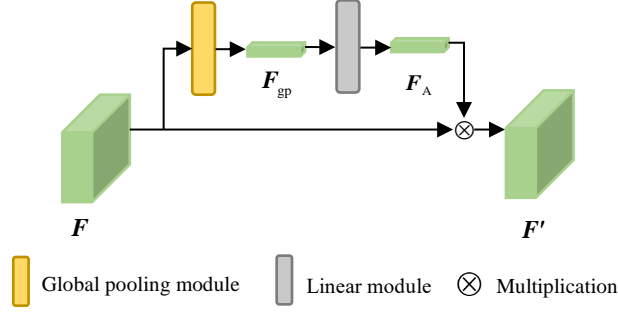 F_gp
F_A
F
F'
Global pooling module
Linear module
Multiplication